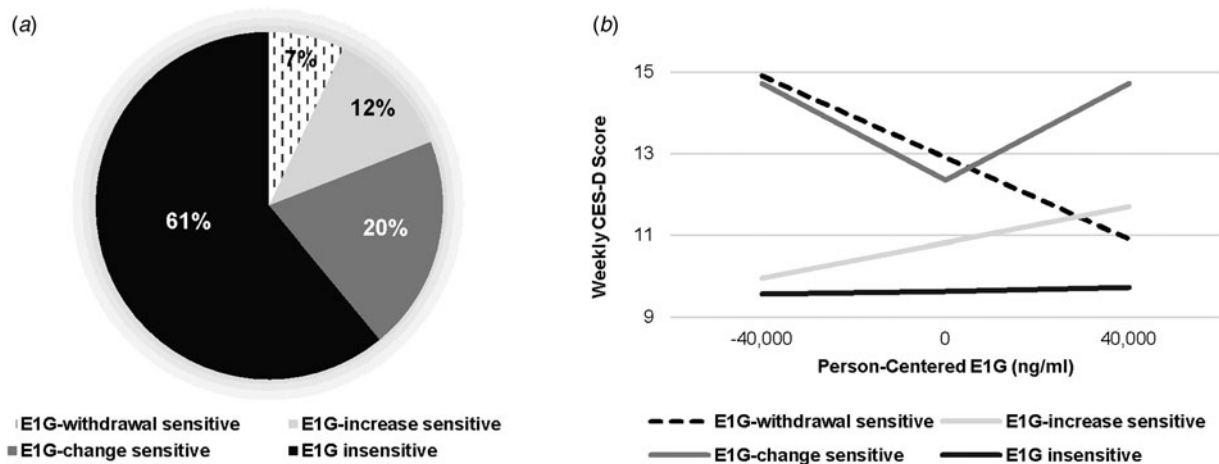 (a)
7%
12%
20%
61%
E1G-withdrawal sensitive
E1G-increase sensitive
E1G-change sensitive
E1G insensitive
(b)
Weekly CES-D Score
15
13
11
9
-40,000
0
40,000
Person-Centered E1G (ng/ml)
E1G-withdrawal sensitive
E1G-increase sensitive
E1G-change sensitive
E1G insensitive